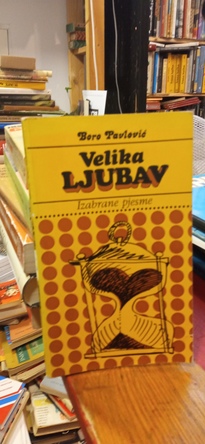 Boro Pavlović
Velika
LJUBAV
Izabrane pjesme